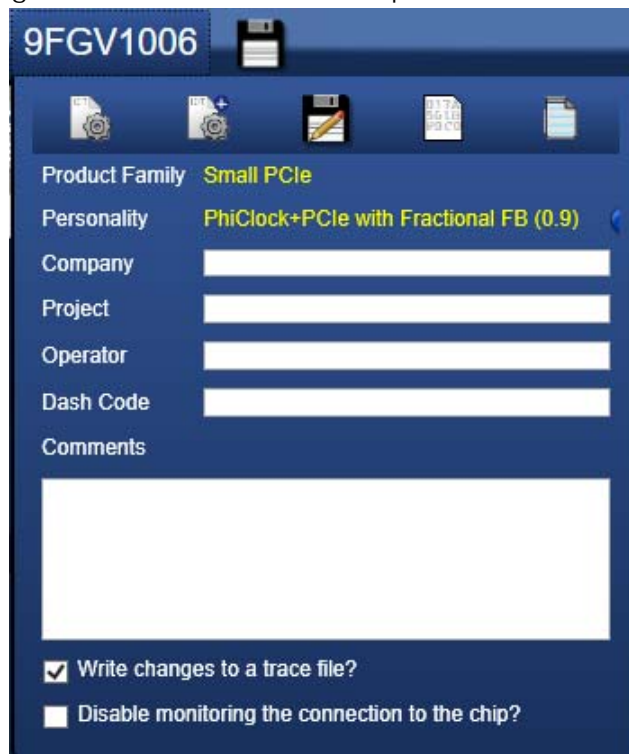 9FGV1006
Product Family Small PCIe
Personality PhiClock+PCIe with Fractional FB (0.9)
Company
Project
Operator
Dash Code
Comments
Write changes to a trace file?
Disable monitoring the connection to the chip?